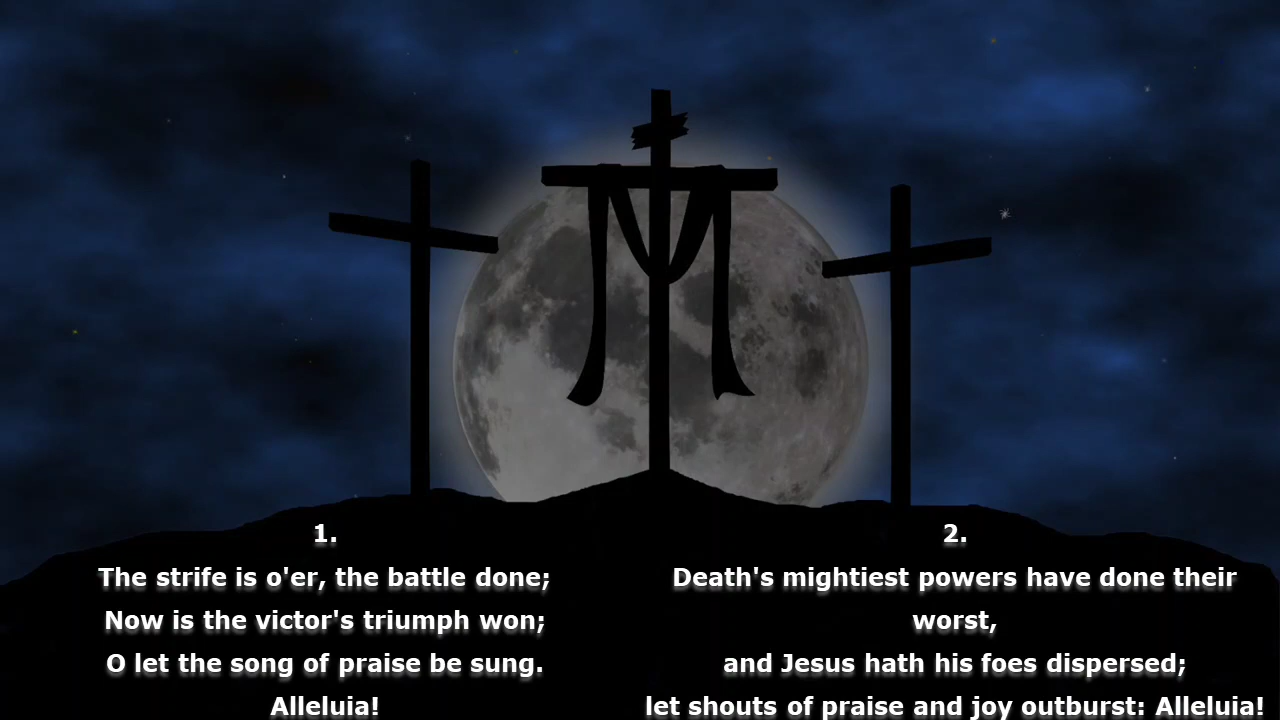 1.
The strife is o'er, the battle done;
Now is the victor's triumph won;
O let the song of praise be sung.
Alleluia!
2.
Death's mightiest powers have done their
worst,
and Jesus hath his foes dispersed;
let shouts of praise and joy outburst: Alleluia!